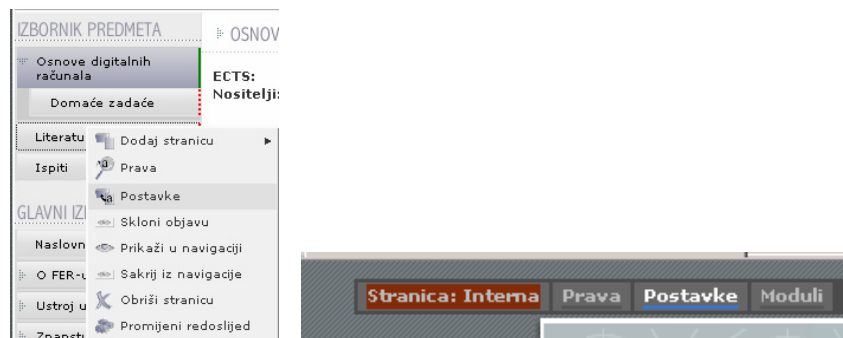 IZBORNIK PREDMETA
OSNOV
Osnove digitalnih
računala
ECTS:
Nositelji:
Domaće zadaće
Literatu
Dodaj stranicu
Ispiti
Prava
Postavke
GLAVNI IZ
Skloni objavu
Naslovn
Prikaži u navigaciji
O FER-u
Sakrij iz navigacije
Ustroj u
Obriši stranicu
Promijeni redoslijed
Stranica: Interna Prava Postavke Moduli